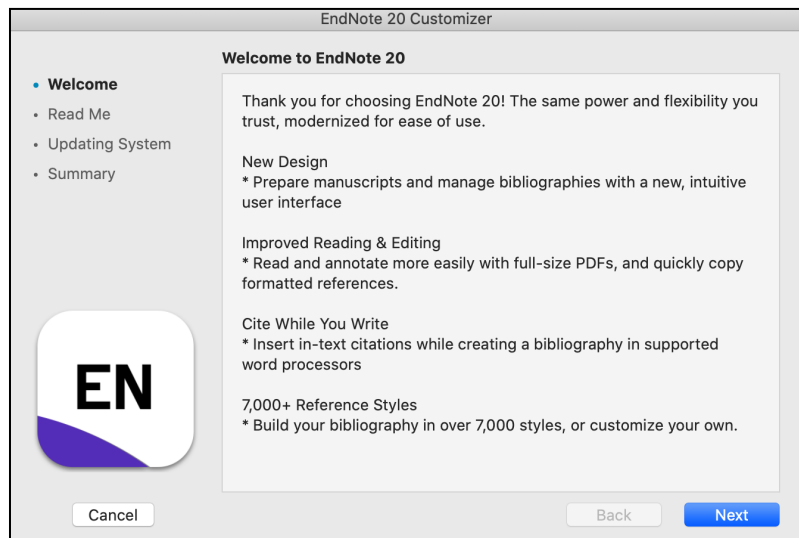 EndNote 20 Customizer
Welcome to EndNote 20
• Welcome
• Read Me
• Updating System
• Summary
Thank you for choosing EndNote 20! The same power and flexibility you
trust, modernized for ease of use.
New Design
* Prepare manuscripts and manage bibliographies with a new, intuitive
user interface
Improved Reading & Editing
* Read and annotate more easily with full-size PDFs, and quickly copy
formatted references.
Cite While You Write
* Insert in-text citations while creating a bibliography in supported
word processors
7,000+ Reference Styles
* Build your bibliography in over 7,000 styles, or customize your own.
EN
Cancel
Back
Next